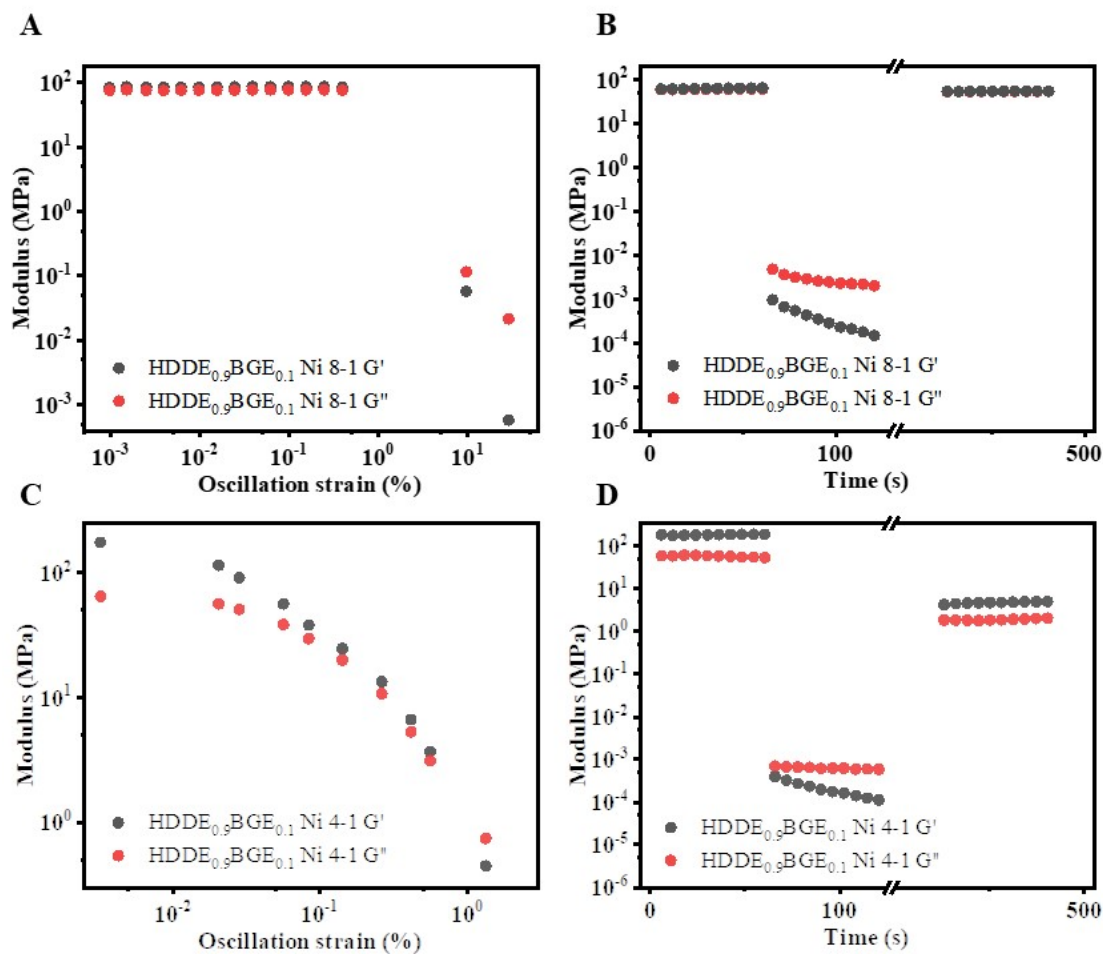 A
Modulus (MPa)
10² 10¹ 10⁰ 10⁻¹ 10⁻² 10⁻³
HDDE₀.₉BGE₀.₁ Ni 8-1 G'
HDDE₀.₉BGE₀.₁ Ni 8-1 G"
10⁻³ 10⁻² 10⁻¹ 10⁰ 10¹
Oscillation strain (%)
B
Modulus (MPa)
10² 10¹ 10⁰ 10⁻¹ 10⁻² 10⁻³ 10⁻⁴ 10⁻⁵ 10⁻⁶
HDDE₀.₉BGE₀.₁ Ni 8-1 G'
HDDE₀.₉BGE₀.₁ Ni 8-1 G"
0 100 500
Time (s)
C
Modulus (MPa)
10² 10¹ 10⁰
HDDE₀.₉BGE₀.₁ Ni 4-1 G'
HDDE₀.₉BGE₀.₁ Ni 4-1 G"
10⁻² 10⁻¹ 10⁰
Oscillation strain (%)
D
Modulus (MPa)
10² 10¹ 10⁰ 10⁻¹ 10⁻² 10⁻³ 10⁻⁴ 10⁻⁵ 10⁻⁶
HDDE₀.₉BGE₀.₁ Ni 4-1 G'
HDDE₀.₉BGE₀.₁ Ni 4-1 G"
0 100 500
Time (s)